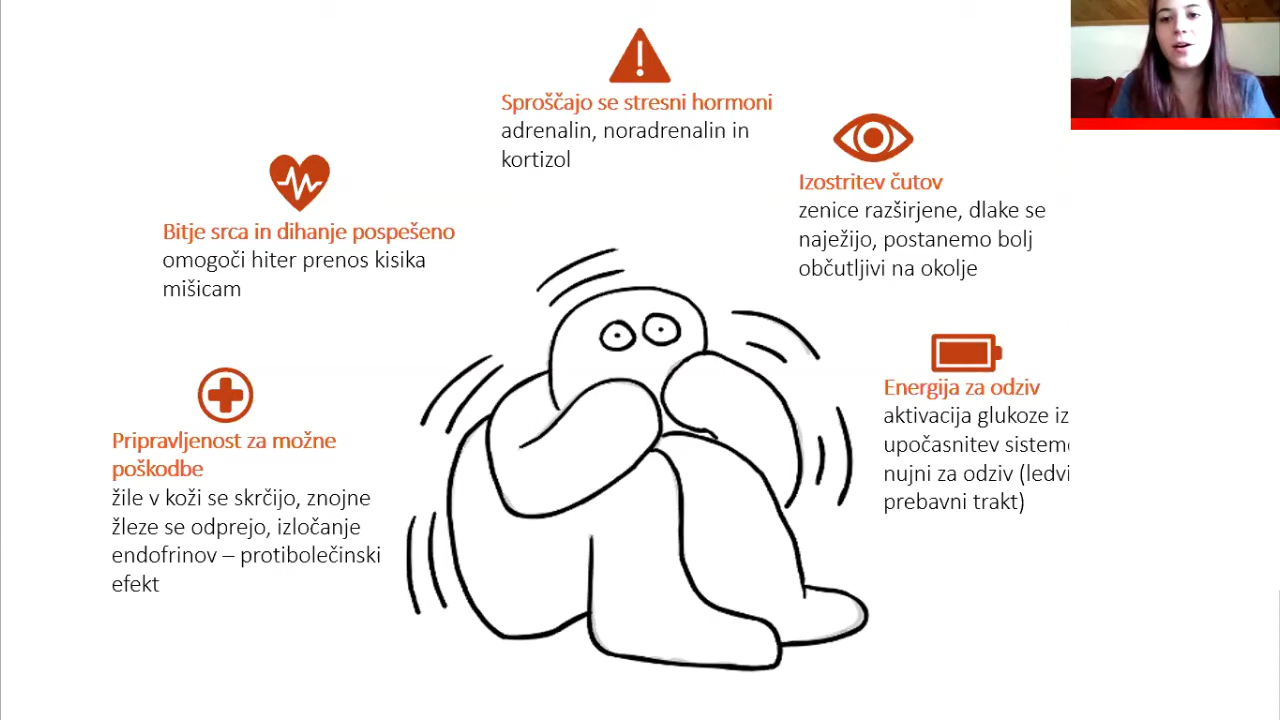 Sproščajo se stresni hormoni
adrenalin, noradrenalin in
kortizol
Izostritev čutov
zenice razširjene, dlake se
naježijo, postanemo bolj
občutljivi na okolje
Bitje srca in dihanje pospešeno
omogoči hiter prenos kisika
mišicam
Energija za odziv
aktivacija glukoze iz
upočasnitev
nujni za odziv
prebavni trakt)
Pripravljenost za možne
poškodbe
žile v koži se skrčijo, znojne
žleze se odprejo, izločanje
endofrinov – protibolečinski
efekt